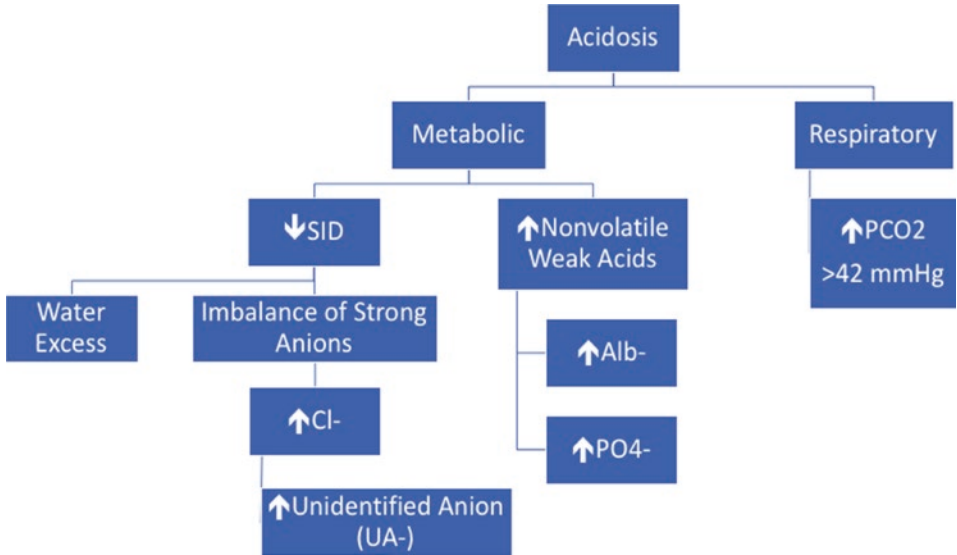 Acidosis
Metabolic
Respiratory
↓SID
↑Nonvolatile
Weak Acids
↑PCO2
>42 mmHg
Water
Excess
Imbalance of Strong
Anions
↑Alb-
↑Cl-
↑PO4-
↑Unidentified Anion
(UA-)